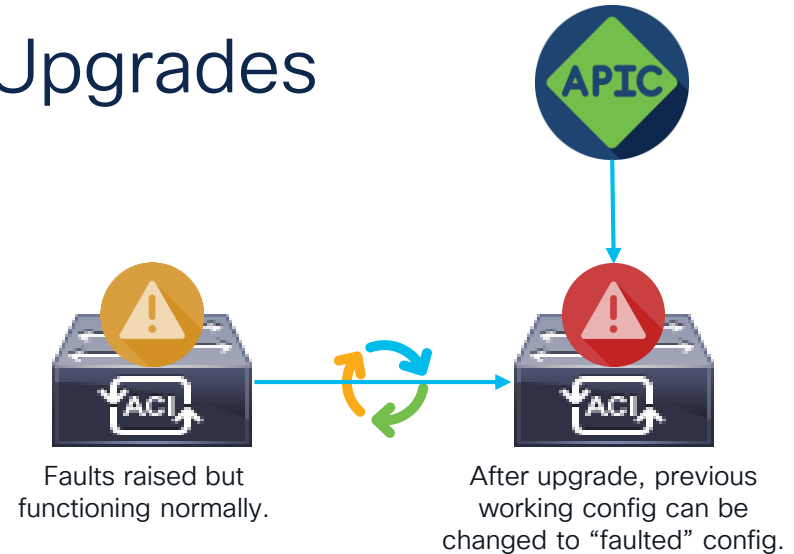 Upgrades
APIC
ACI
ACI
Faults raised but
functioning normally.
After upgrade, previous
working config can be
changed to “faulted” config.